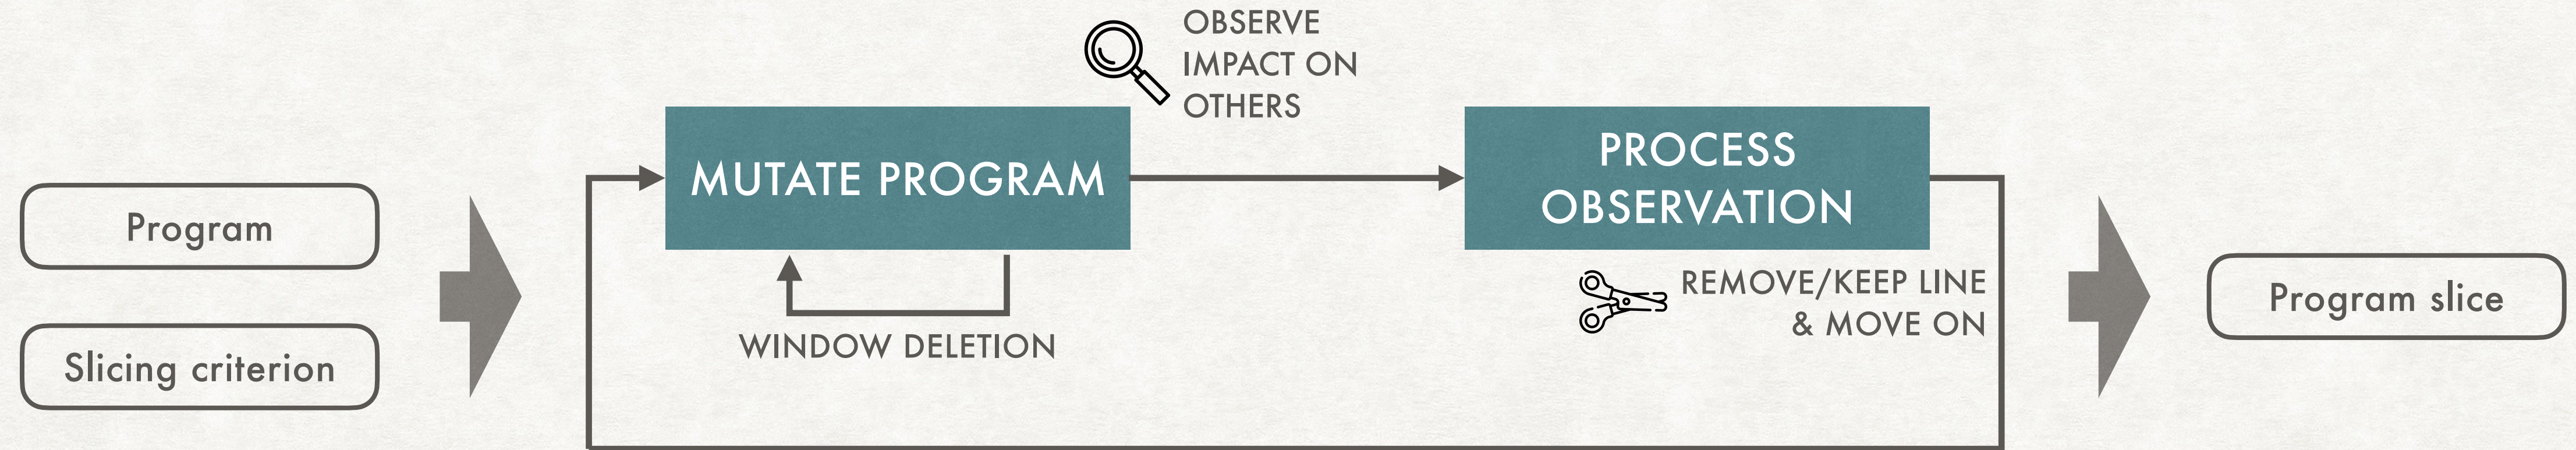 Program
Slicing criterion
MUTATE PROGRAM
WINDOW DELETION
OBSERVE
IMPACT ON
OTHERS
PROCESS
OBSERVATION
REMOVE/KEEP LINE
& MOVE ON
Program slice